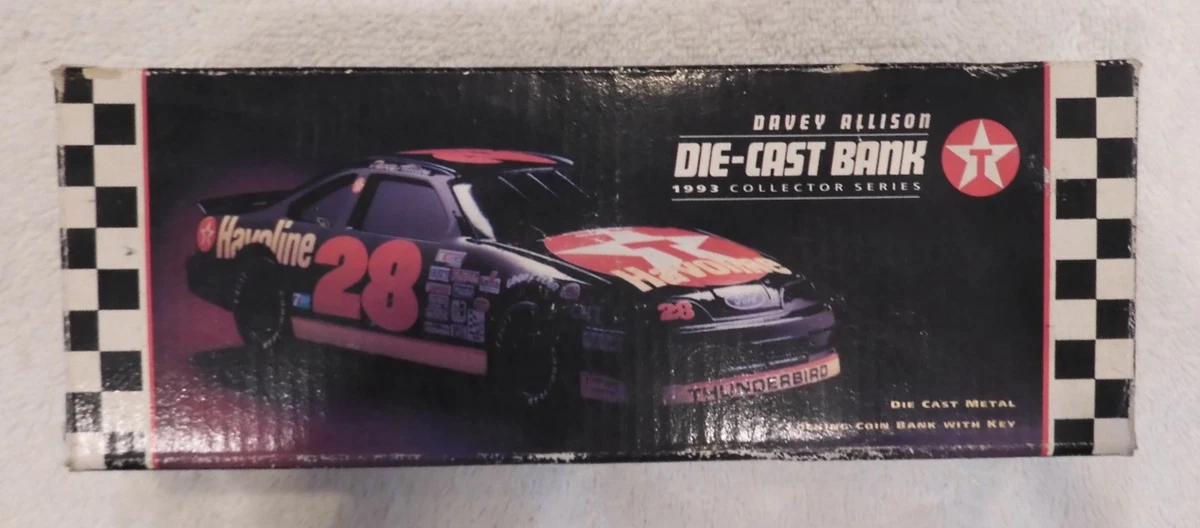 DAVEY ALLISON
DIE-CAST BANK
1993 COLLECTOR SERIES
T
Havoline
28
Havoline
28
THUNDERBIRD
DIE CAST METAL
LOCKING COIN BANK WITH KEY